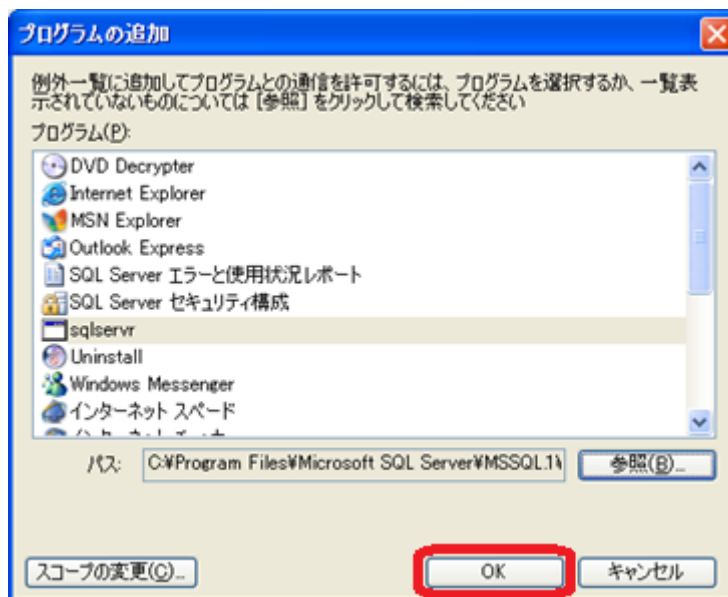 プログラムの追加
例外一覧に追加してプログラムとの通信を許可するには、プログラムを選択するか、一覧表
示されていないものについては [参照] をクリックして検索してください
プログラム(P):
DVD Decrypter
Internet Explorer
MSN Explorer
Outlook Express
SQL Server エラーと使用状況レポート
SQL Server セキュリティ構成
sqlservr
Uninstall
Windows Messenger
インターネット スペード
パス: C:¥Program Files¥Microsoft SQL Server¥MSSQL.1¥ 参照(B)...
スコープの変更(C)... OK キャンセル